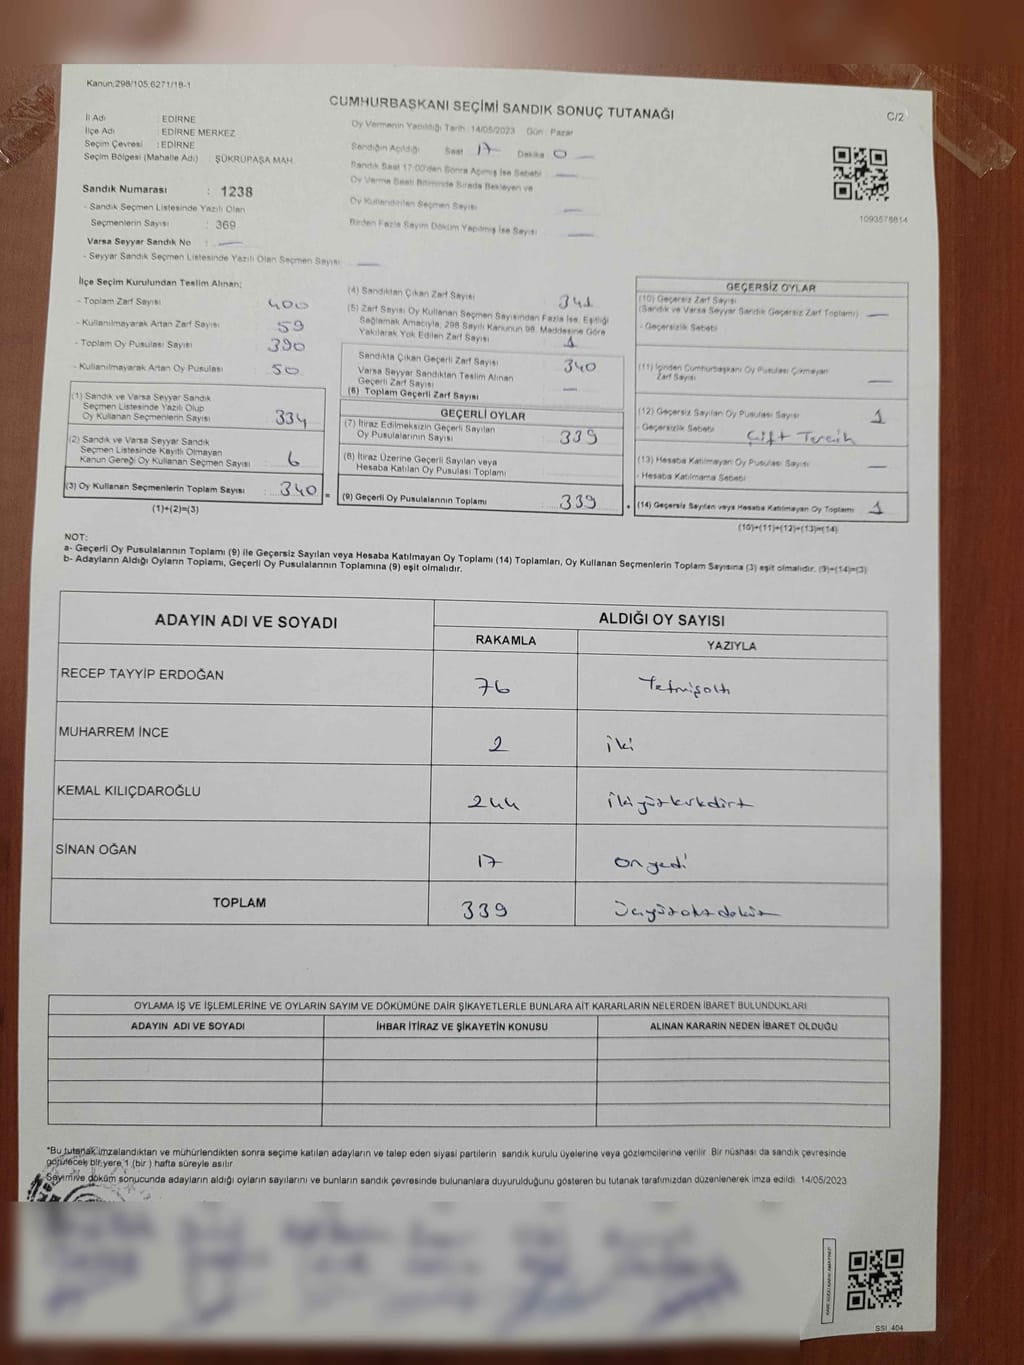 Kanun,298/105,6271/18-1
CUMHURBAŞKANI SEÇİMİ SANDIK SONUÇ TUTANAĞI
C/2
İl Adı : EDİRNE
İlçe Adı : EDİRNE MERKEZ
Seçim Çevresi : EDİRNE
Seçim Bölgesi (Mahalle Adı) : ŞÜKRÜPAŞA MAH.
Sandık Numarası : 1238
- Sandık Seçmen Listesinde Yazılı Olan
Seçmenlerin Sayısı : 369
Varsa Seyyar Sandık No : —
- Seyyar Sandık Seçmen Listesinde Yazılı Olan Seçmen Sayısı —
Oy Vermenin Yapıldığı Tarih : 14/05/2023 Gün : Pazar
Sandığın Açıldığı Saat 17 Dakika 0 —
Sandık Saat 17:00'den Sonra Açımış İse Sebebi —
Oy Verme Saati Bitiminde Sırada Bekleyen ve
Oy Kullandırılan Seçmen Sayısı —
Birden Fazla Sayım Döküm Yapılmış İse Sayısı —
1093578814
İlçe Seçim Kurulundan Teslim Alınan;
- Toplam Zarf Sayısı 400
- Kullanılmayarak Artan Zarf Sayısı 59
- Toplam Oy Pusulası Sayısı 390
- Kullanılmayarak Artan Oy Pusulası 50
(1) Sandık ve Varsa Seyyar Sandık
Seçmen Listesinde Yazılı Olup
Oy Kullanan Seçmenlerin Sayısı 334
(2) Sandık ve Varsa Seyyar Sandık
Seçmen Listesinde Kayıtlı Olmayan
Kanun Gereği Oy Kullanan Seçmen Sayısı 6
(3) Oy Kullanan Seçmenlerin Toplam Sayısı 340 =
(1)+(2)=(3)
(4) Sandıktan Çıkan Zarf Sayısı 341
(5) Zarf Sayısı Oy Kullanan Seçmen Sayısından Fazla İse, Eşitliği
Sağlamak Amacıyla, 298 Sayılı Kanunun 98. Maddesine Göre
Yakılarak Yok Edilen Zarf Sayısı 1
Sandıkta Çıkan Geçerli Zarf Sayısı 340
Varsa Seyyar Sandıktan Teslim Alınan
Geçerli Zarf Sayısı —
(6) Toplam Geçerli Zarf Sayısı
GEÇERLİ OYLAR
(7) İtiraz Edilmeksizin Geçerli Sayılan
Oy Pusulalarının Sayısı 339
(8) İtiraz Üzerine Geçerli Sayılan veya
Hesaba Katılan Oy Pusulası Toplamı
(9) Geçerli Oy Pusulalarının Toplamı 339 +
GEÇERSİZ OYLAR
(10) Geçersiz Zarf Sayısı
(Sandık ve Varsa Seyyar Sandık Geçersiz Zarf Toplamı) —
- Geçersizlik Sebebi
(11) İçinden Cumhurbaşkanı Oy Pusulası Çıkmayan
Zarf Sayısı —
(12) Geçersiz Sayılan Oy Pusulası Sayısı 1
- Geçersizlik Sebebi Çift Tercih
(13) Hesaba Katılmayan Oy Pusulası Sayısı —
- Hesaba Katılmama Sebebi
(14) Geçersiz Sayılan veya Hesaba Katılmayan Oy Toplamı 1
(10)+(11)+(12)+(13)=(14)
NOT:
a- Geçerli Oy Pusulalarının Toplamı (9) ile Geçersiz Sayılan veya Hesaba Katılmayan Oy Toplamı (14) Toplamları, Oy Kullanan Seçmenlerin Toplam Sayısına (3) eşit olmalıdır. (9)+(14)=(3)
b- Adayların Aldığı Oyların Toplamı, Geçerli Oy Pusulalarının Toplamına (9) eşit olmalıdır.
ADAYIN ADI VE SOYADI ALDIĞI OY SAYISI
RAKAMLA YAZIYLA
RECEP TAYYİP ERDOĞAN 76 Yetmişaltı
MUHARREM İNCE 2 iki
KEMAL KILIÇDAROĞLU 244 ikiyüzkırkdört
SİNAN OĞAN 17 onyedi
TOPLAM 339 üçyüzotuzdokuz
OYLAMA İŞ VE İŞLEMLERİNE VE OYLARIN SAYIM VE DÖKÜMÜNE DAİR ŞİKAYETLERLE BUNLARA AİT KARARLARIN NELERDEN İBARET BULUNDUKLARI
ADAYIN ADI VE SOYADI İHBAR İTİRAZ VE ŞİKAYETİN KONUSU ALINAN KARARIN NEDEN İBARET OLDUĞU
*Bu tutanak imzalandıktan ve mühürlendikten sonra seçime katılan adayların ve talep eden siyasi partilerin sandık kurulu üyelerine veya gözlemcilerine verilir. Bir nüshası da sandık çevresinde
görülecek bir yere 1 (bir ) hafta süreyle asılır.
Sayım ve döküm sonucunda adayların aldığı oyların sayılarını ve bunların sandık çevresinde bulunanlara duyurulduğunu gösteren bu tutanak tarafımızdan düzenlenerek imza edildi. 14/05/2023
SSI 404